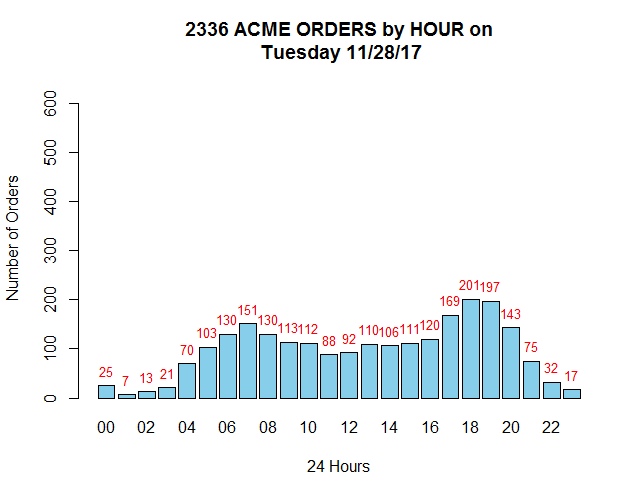 2336 ACME ORDERS by HOUR on
Tuesday 11/28/17
Number of Orders
600
500
400
300
200
100
0
25 7 13 21 70 103 130 151 130 113 112 88 92 110 106 111 120 169 201 197 143 75 32 17
00 02 04 06 08 10 12 14 16 18 20 22
24 Hours